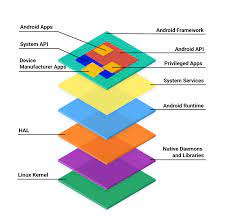 Android Apps
Android Framework
System API
Android API
Device
Manufacturer Apps
Privileged Apps
System Services
Android Runtime
HAL
Native Daemons
and Libraries
Linux Kernel